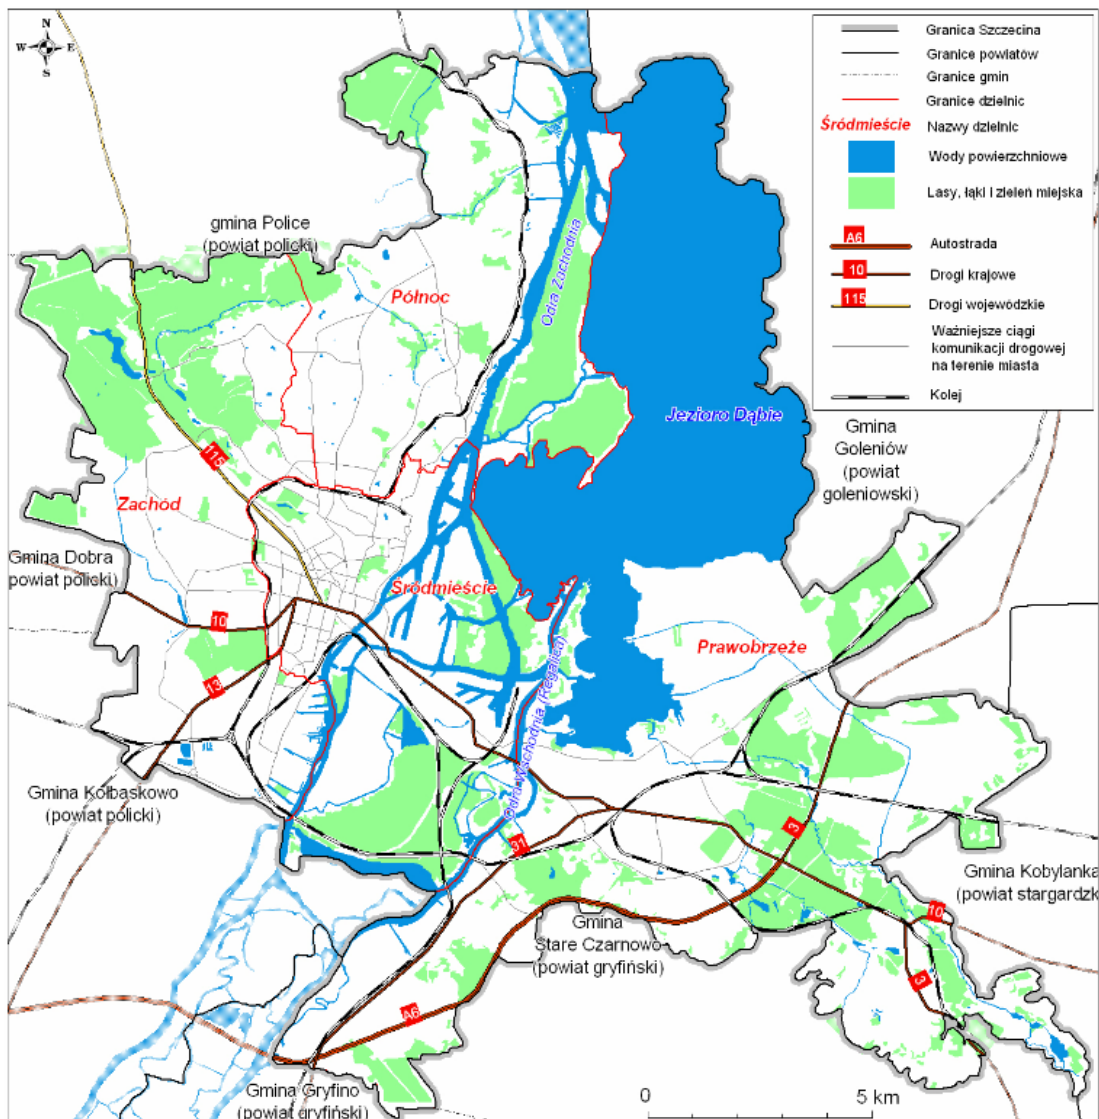 N
W E
S
Granica Szczecina
Granice powiatów
Granice gmin
Granice dzielnic
Śródmieście Nazwy dzielnic
Wody powierzchniowe
Lasy, łąki i zieleń miejska
A6 Autostrada
10 Drogi krajowe
115 Drogi wojewódzkie
Ważniejsze ciągi
komunikacji drogowej
na terenie miasta
Kolej
gmina Police
(powiat policki)
Północ
Odra Zachodnia
Jezioro Dąbie
Gmina
Goleniów
(powiat
goleniowski)
115
Zachód
Gmina Dobra
powiat policki)
Śródmieście
10
13
Prawobrzeże
Odra Wschodnia (Regalica)
Gmina Kołbaskowo
(powiat policki)
31
3
Gmina Kobylanka
(powiat stargardzk
10
Gmina
Stare Czarnowo
(powiat gryfiński)
3
A6
Gmina Gryfino
(powiat gryfiński)
0 5 km